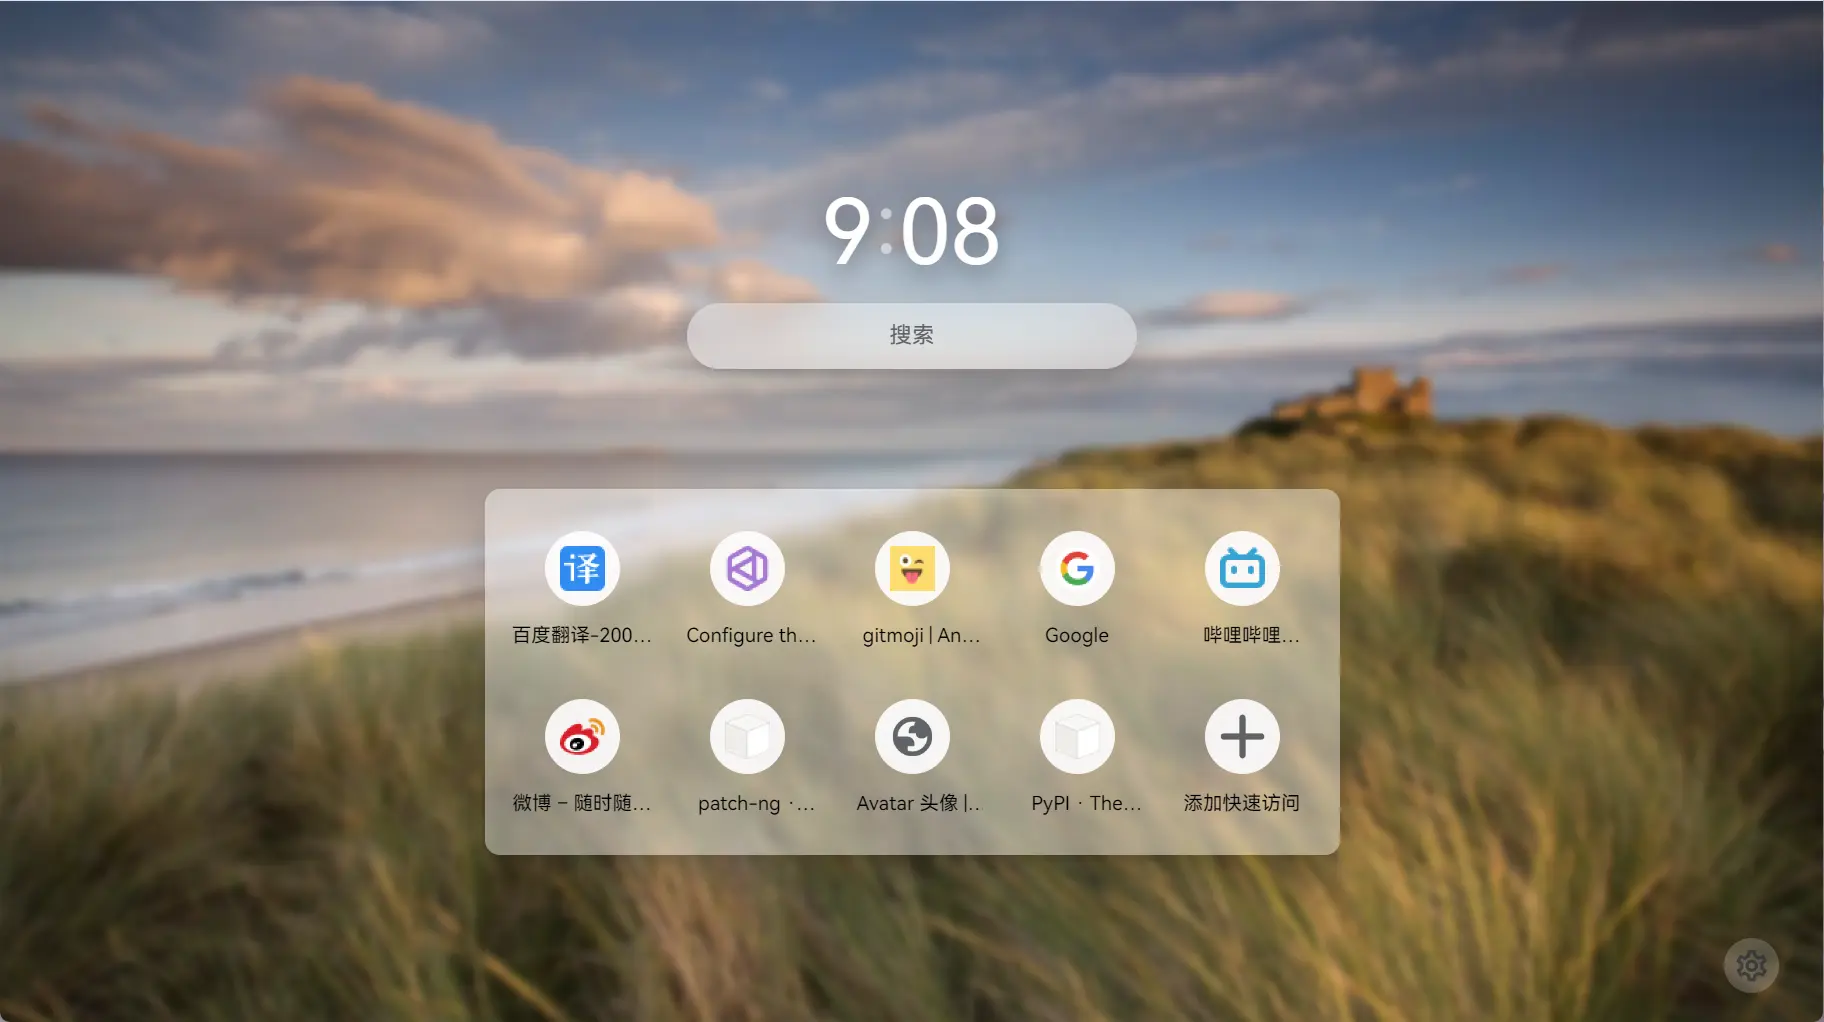 9:08
搜索
译
百度翻译-200...
Configure th...
gitmoji | An...
Google
哔哩哔哩...
微博 – 随时随...
patch-ng ·...
Avatar 头像 |..
PyPI · The...
添加快速访问